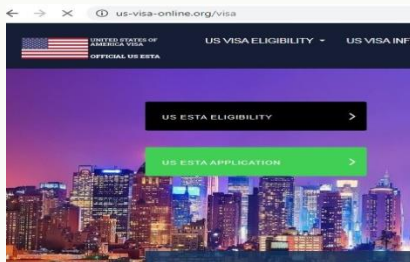 us-visa-online.org/visa
UNITED STATES OF
AMERICA VISA
OFFICIAL US ESTA
US VISA ELIGIBILITY
US VISA INF
US ESTA ELIGIBILITY >
US ESTA APPLICATION >